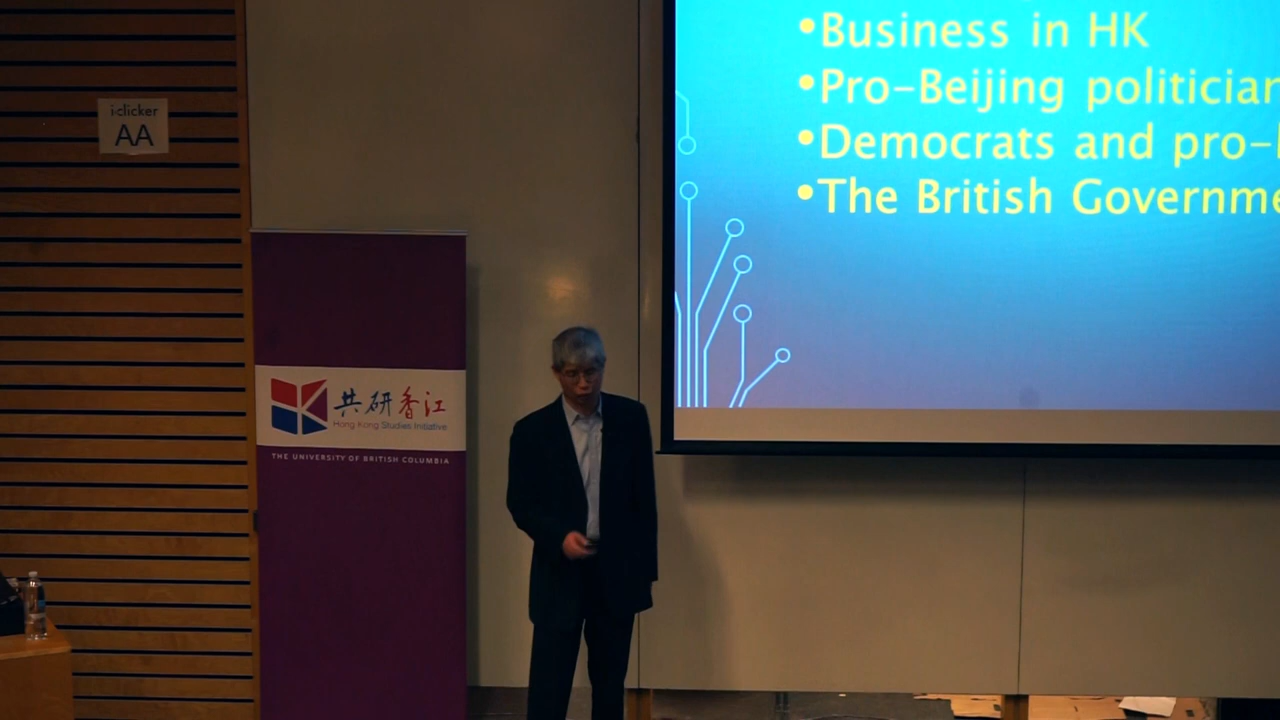 i·clicker
AA
共研香江
Hong Kong Studies Initiative
THE UNIVERSITY OF BRITISH COLUMBIA
•Business in HK
•Pro-Beijing politician
•Democrats and pro-
•The British Governme